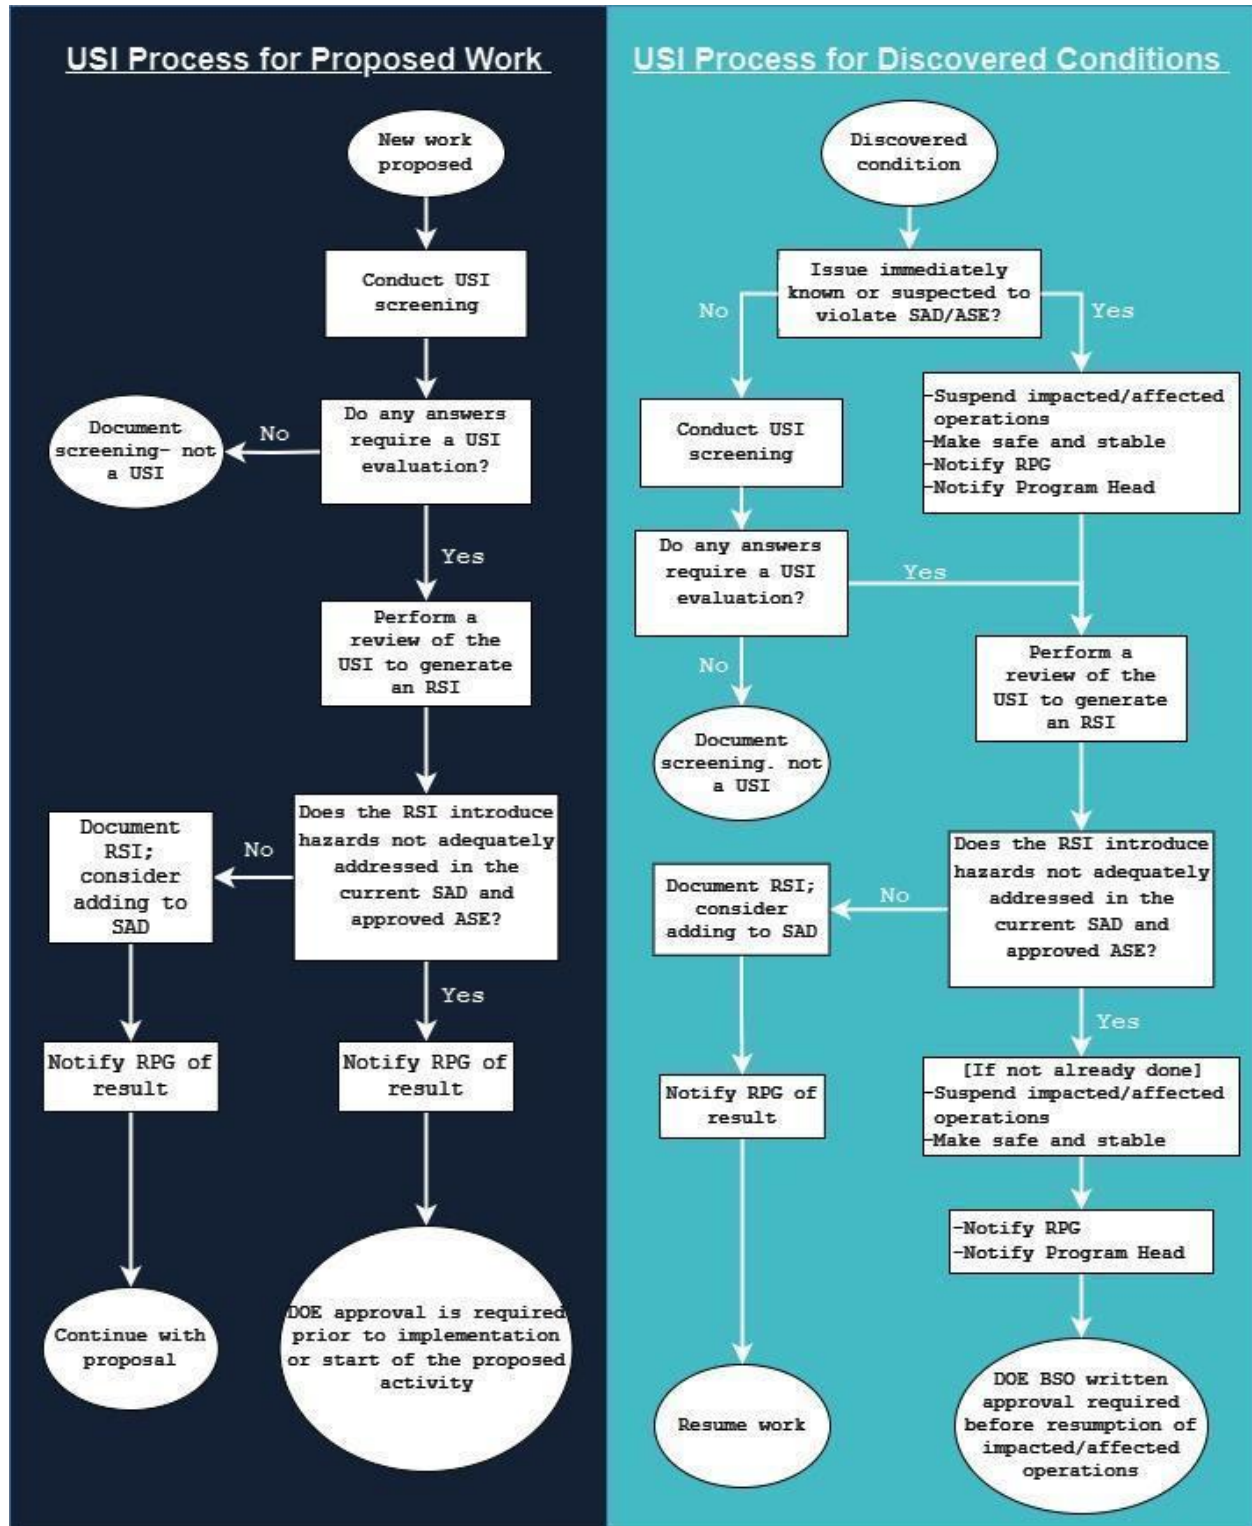 USI Process for Proposed Work
New work
proposed
Conduct USI
screening
Do any answers
require a USI
evaluation?
No
Document
screening- not
a USI
Yes
Perform a
review of the
USI to generate
an RSI
Does the RSI introduce
hazards not adequately
addressed in the
current SAD and
approved ASE?
No
Document
RSI;
consider
adding to
SAD
Yes
Notify RPG of
result
Notify RPG of
result
Continue with
proposal
DOE approval is required
prior to implementation
or start of the proposed
activity
USI Process for Discovered Conditions
Discovered
condition
Issue immediately
known or suspected to
violate SAD/ASE?
No
Yes
Conduct USI
screening
-Suspend impacted/affected
operations
-Make safe and stable
-Notify RPG
-Notify Program Head
Do any answers
require a USI
evaluation?
Yes
No
Document
screening. not
a USI
Perform a
review of the
USI to generate
an RSI
Does the RSI introduce
hazards not adequately
addressed in the
current SAD and
approved ASE?
No
Document RSI;
consider
adding to SAD
Yes
Notify RPG of
result
[If not already done]
-Suspend impacted/affected
operations
-Make safe and stable
-Notify RPG
-Notify Program Head
Resume work
DOE BSO written
approval required
before resumption of
impacted/affected
operations